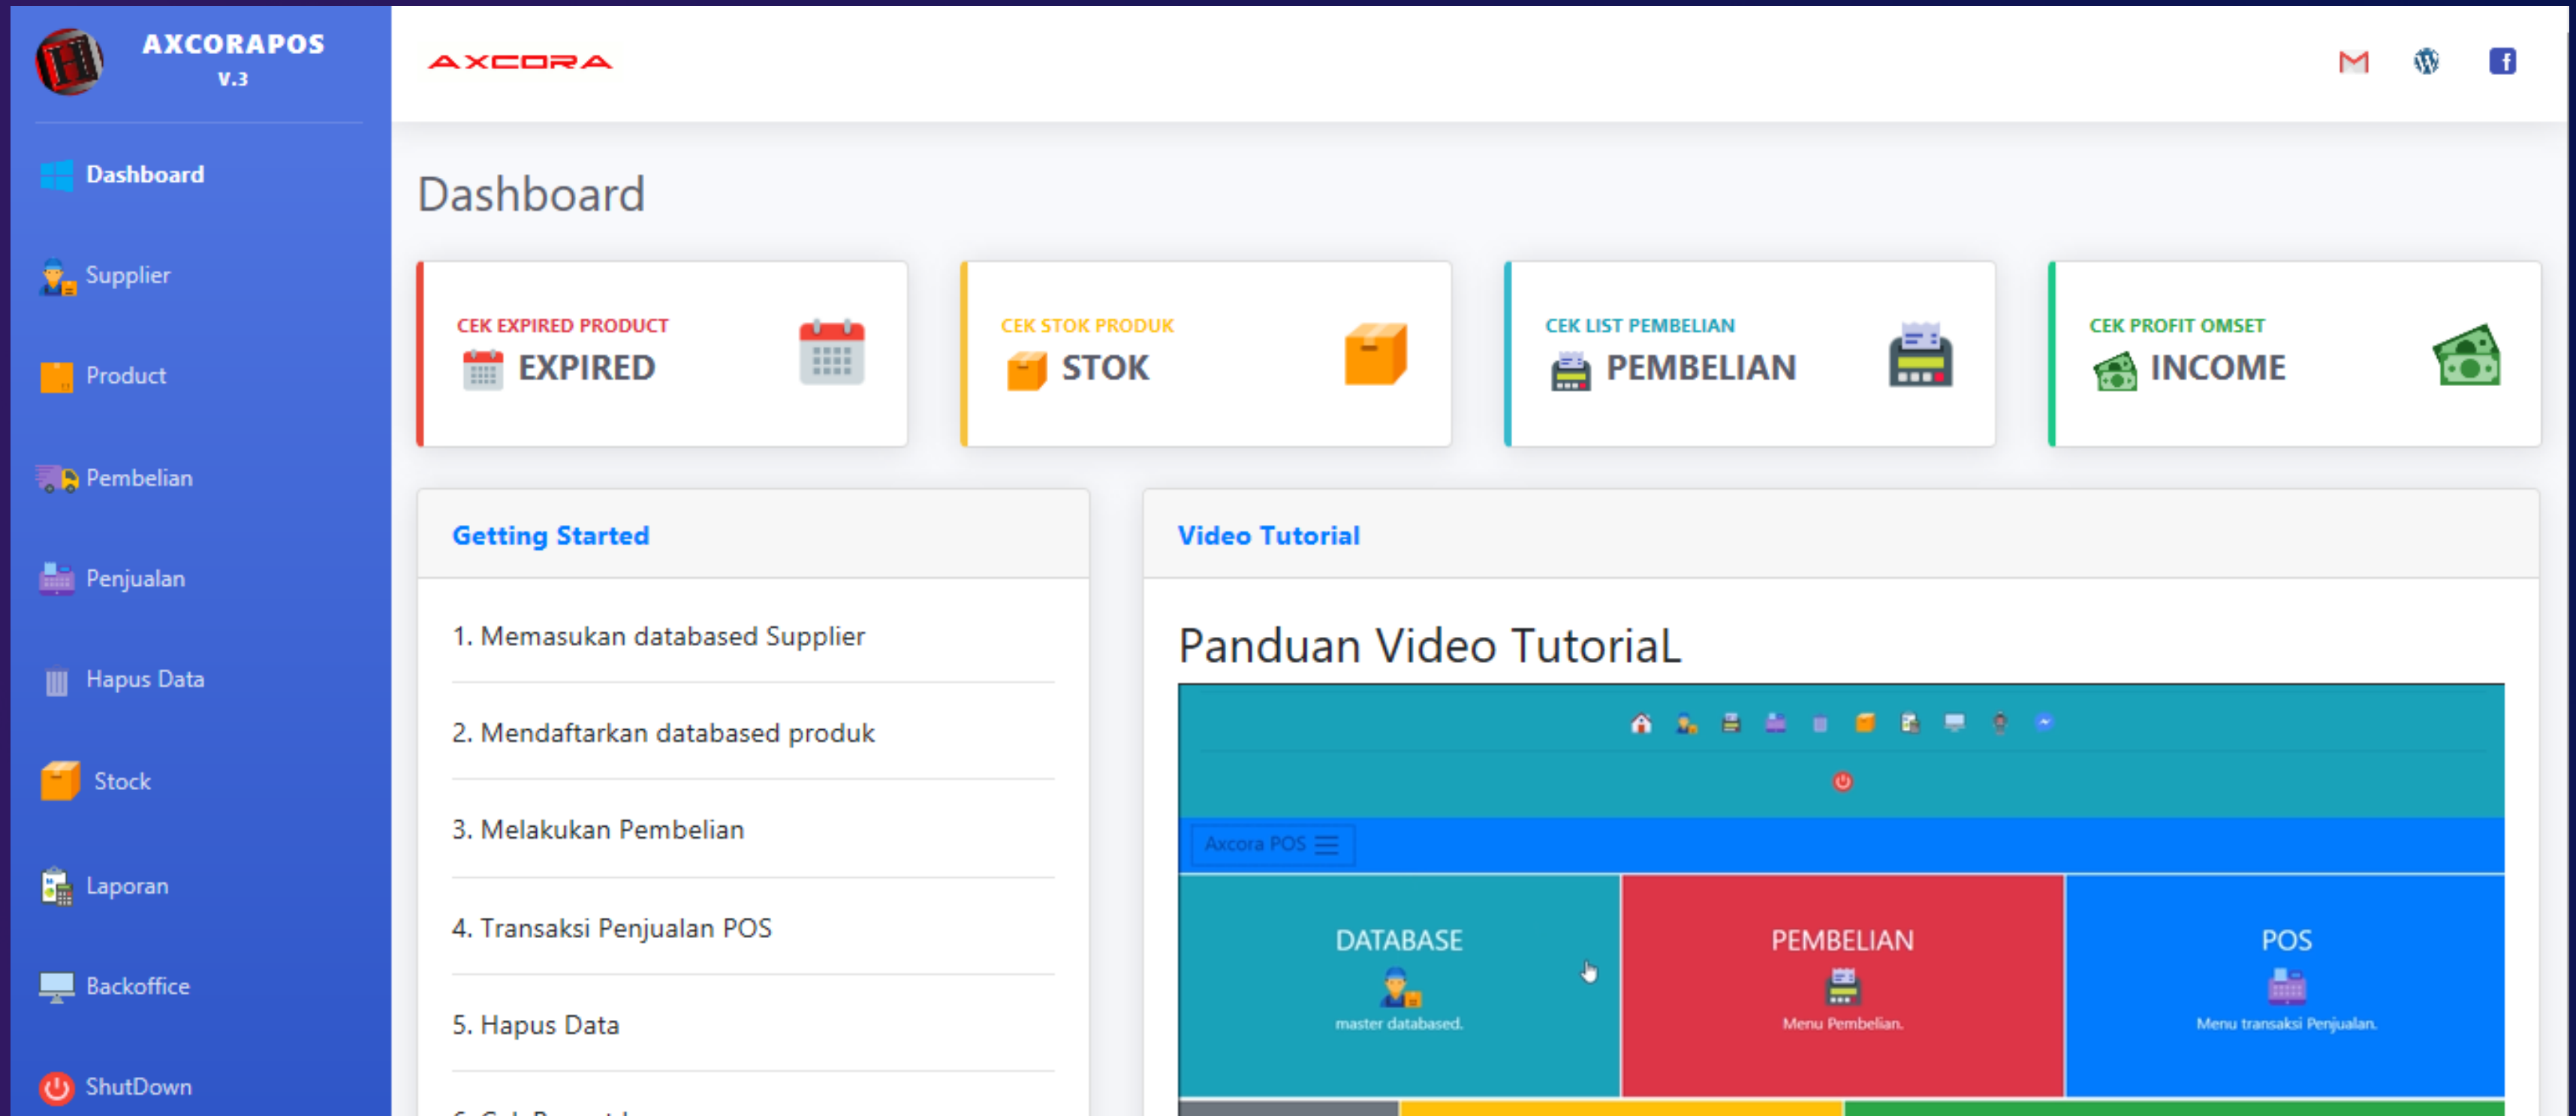 AXCORAPOS
V.3
Dashboard
Supplier
Product
Pembelian
Penjualan
Hapus Data
Stock
Laporan
Backoffice
ShutDown
AXCORA
Dashboard
CEK EXPIRED PRODUCT
EXPIRED
CEK STOK PRODUK
STOK
CEK LIST PEMBELIAN
PEMBELIAN
CEK PROFIT OMSET
INCOME
Getting Started
1. Memasukan databased Supplier
2. Mendaftarkan databased produk
3. Melakukan Pembelian
4. Transaksi Penjualan POS
5. Hapus Data
Video Tutorial
Panduan Video TutoriaL
Axcora POS
DATABASE
master databased.
PEMBELIAN
Menu Pembelian.
POS
Menu transaksi Penjualan.